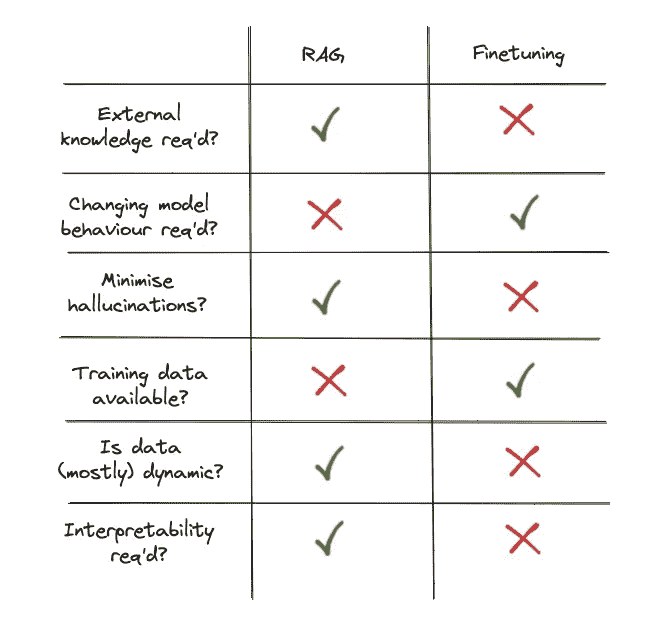 RAG Finetuning
External
knowledge req'd?
Changing model
behaviour req'd?
Minimise
hallucinations?
Training data
available?
Is data
(mostly) dynamic?
Interpretability
req'd?